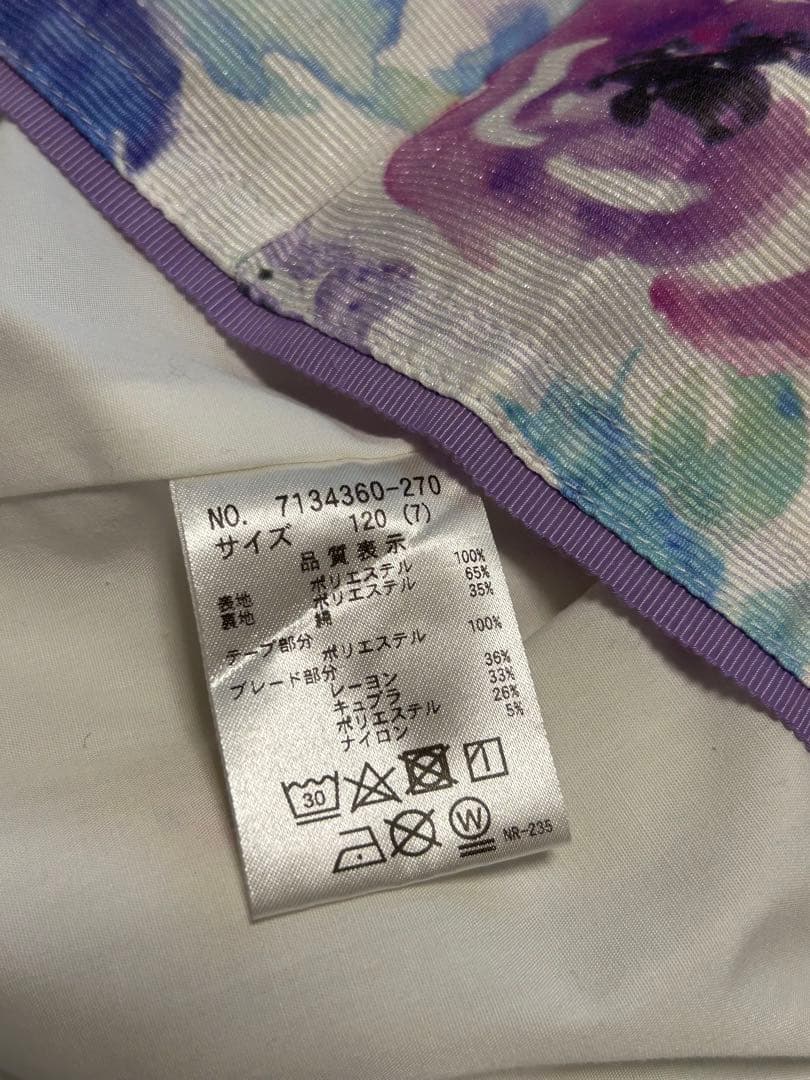 NO. 7134360-270
サイズ 120 (7)
品質表示
表地 ポリエステル 100%
裏地 ポリエステル 65%
綿 35%
テープ部分
ポリエステル 100%
ブレード部分
レーヨン 36%
キュプラ 33%
ポリエステル 26%
ナイロン 5%
30
W
NR-235